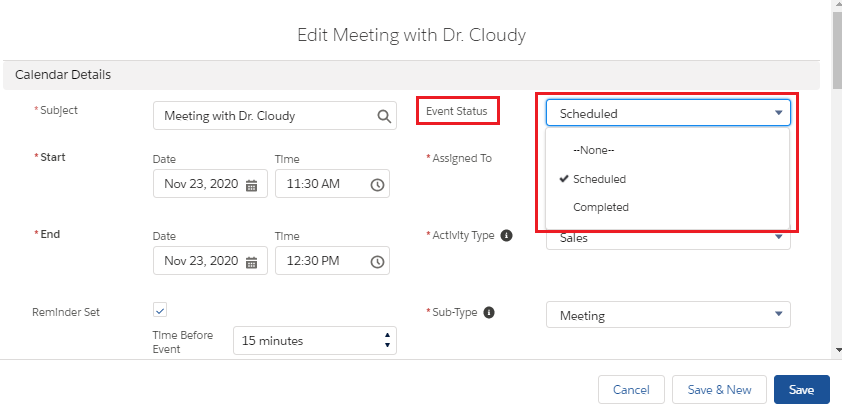 Edit Meeting with Dr. Cloudy
Calendar Details
*Subject
Meeting with Dr. Cloudy
Event Status
Scheduled
--None--
Scheduled
Completed
*Start
Date
Time
Nov 23, 2020
11:30 AM
*Assigned To
*End
Date
Time
Nov 23, 2020
12:30 PM
*Activity Type
Sales
Reminder Set
Time Before
Event
15 minutes
*Sub-Type
Meeting
Cancel
Save & New
Save